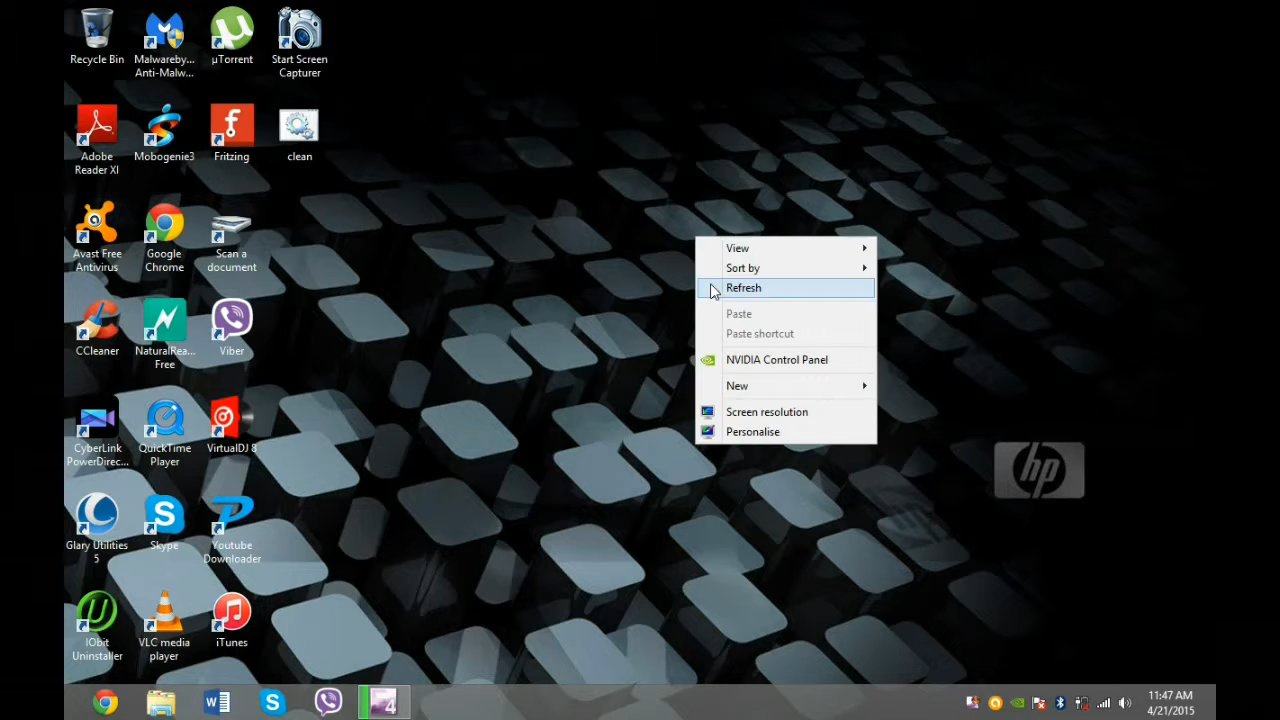 Recycle Bin
Malwareby...
Anti-Malw...
µTorrent
Start Screen
Capturer
Adobe
Reader XI
Mobogenie3
Fritzing
clean
Avast Free
Antivirus
Google
Chrome
Scan a
document
CCleaner
NaturalRea...
Free
Viber
CyberLink
PowerDirec...
QuickTime
Player
VirtualDJ 8
Glary Utilities
5
Skype
Youtube
Downloader
IObit
Uninstaller
VLC media
player
iTunes
View
Sort by
Refresh
Paste
Paste shortcut
NVIDIA Control Panel
New
Screen resolution
Personalise
hp
4
11:47 AM
4/21/2015